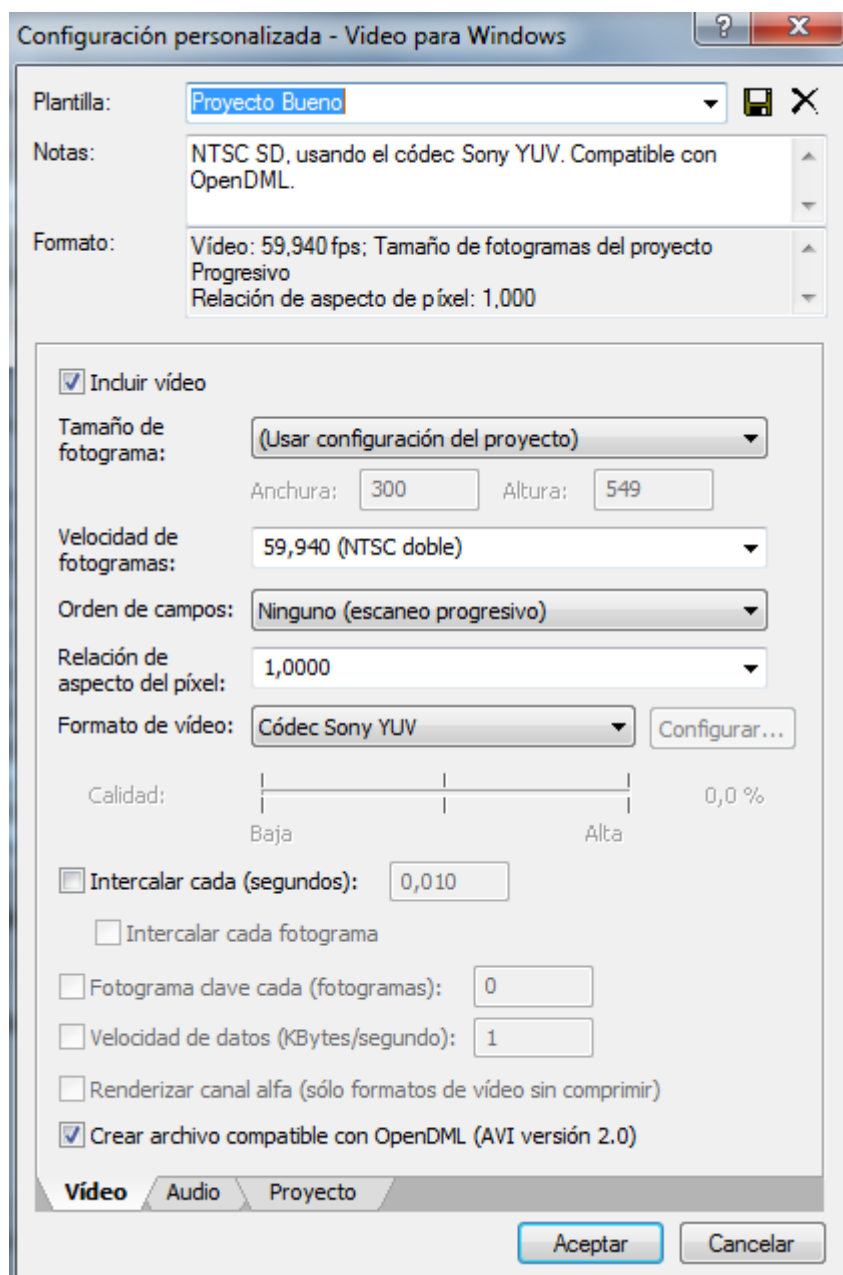 Configuración personalizada - Video para Windows
Plantilla: Proyecto Bueno
Notas: NTSC SD, usando el códec Sony YUV. Compatible con
OpenDML.
Formato: Vídeo: 59,940 fps; Tamaño de fotogramas del proyecto
Progresivo
Relación de aspecto de píxel: 1,000
Incluir vídeo
Tamaño de
fotograma:
(Usar configuración del proyecto)
Anchura: 300 Altura: 549
Velocidad de
fotogramas:
59,940 (NTSC doble)
Orden de campos: Ninguno (escaneo progresivo)
Relación de
aspecto del píxel:
1,0000
Formato de vídeo: Códec Sony YUV Configurar...
Calidad: 0,0 %
Baja Alta
Intercalar cada (segundos): 0,010
Intercalar cada fotograma
Fotograma clave cada (fotogramas): 0
Velocidad de datos (KBytes/segundo): 1
Renderizar canal alfa (sólo formatos de vídeo sin comprimir)
Crear archivo compatible con OpenDML (AVI versión 2.0)
Vídeo Audio Proyecto
Aceptar Cancelar